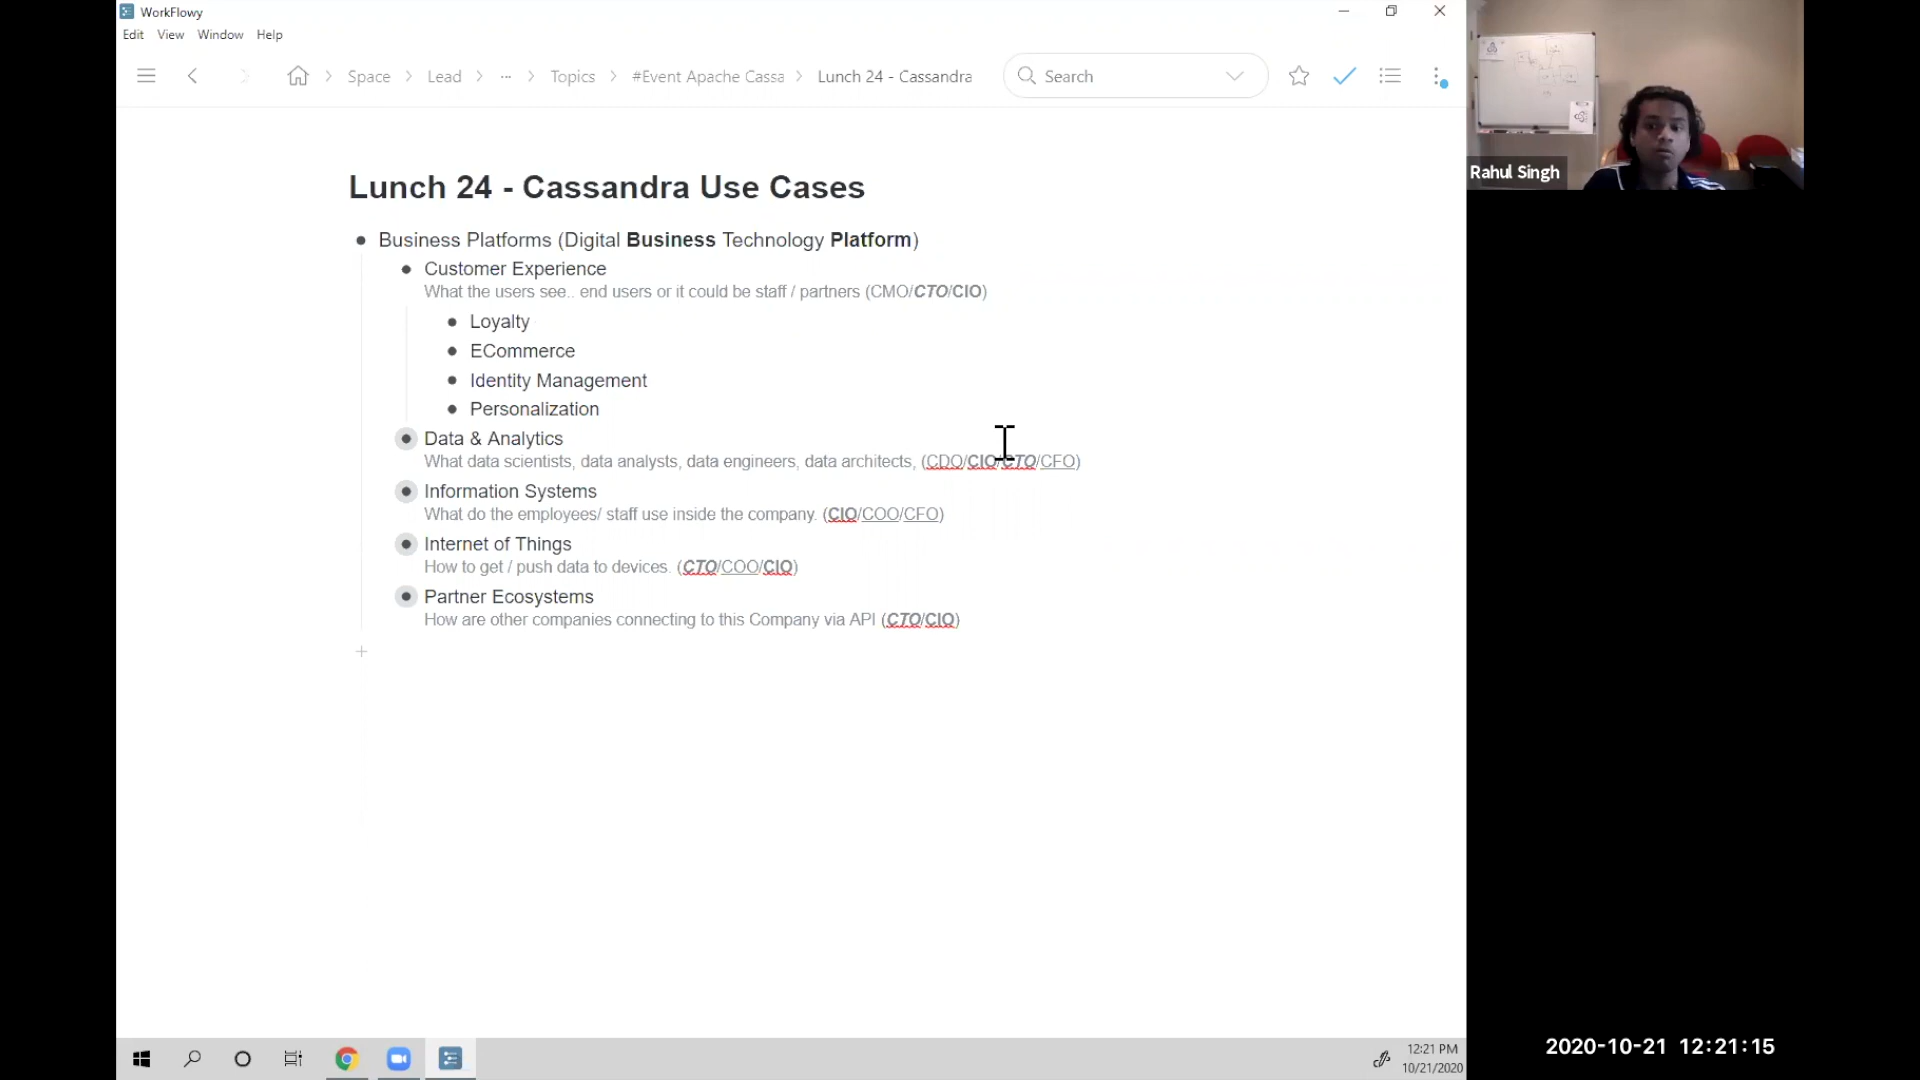 WorkFlowy
Edit View Window Help
Space Lead ... Topics #Event Apache Cassa Lunch 24 - Cassandra Search
Rahul Singh
Lunch 24 - Cassandra Use Cases
Business Platforms (Digital Business Technology Platform)
Customer Experience
What the users see.. end users or it could be staff / partners (CMO/CTO/CIO)
Loyalty
ECommerce
Identity Management
Personalization
Data & Analytics
What data scientists, data analysts, data engineers, data architects, (CDO/CIO/CTO/CFO)
Information Systems
What do the employees/ staff use inside the company. (CIO/COO/CFO)
Internet of Things
How to get / push data to devices. (CTO/COO/CIO)
Partner Ecosystems
How are other companies connecting to this Company via API (CTO/CIO)
12:21 PM
10/21/2020
2020-10-21 12:21:15